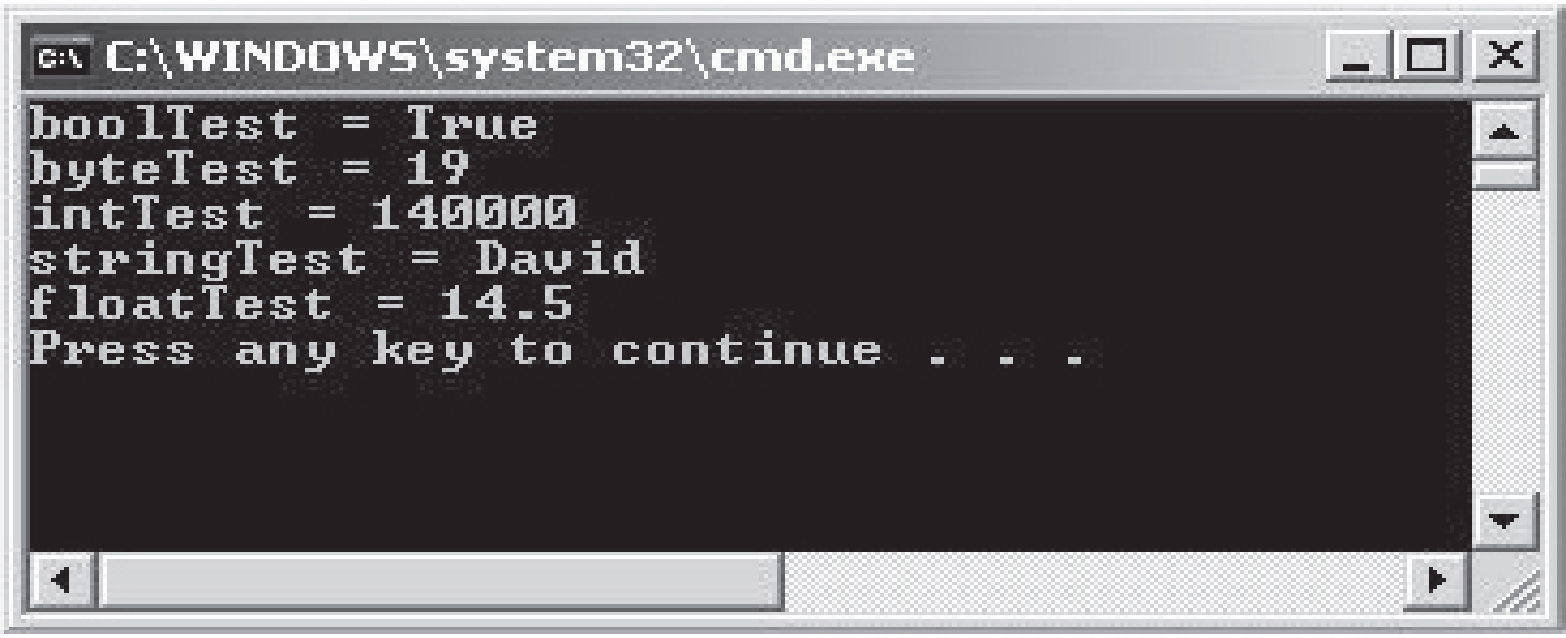 C:\WINDOWS\system32\cmd.exe
boolTest = True
byteTest = 19
intTest = 140000
stringTest = David
floatTest = 14.5
Press any key to continue . . .